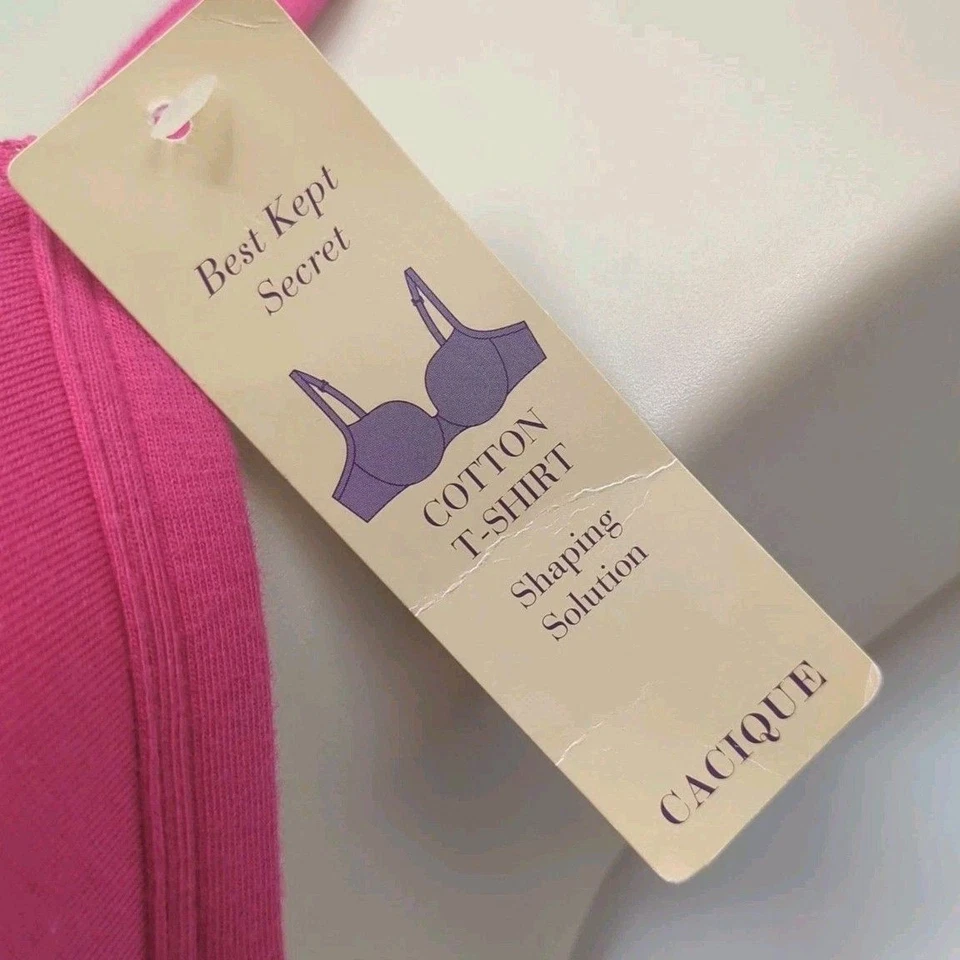 Best Kept
Secret
COTTON
T-SHIRT
Shaping
Solution
CACIQUE